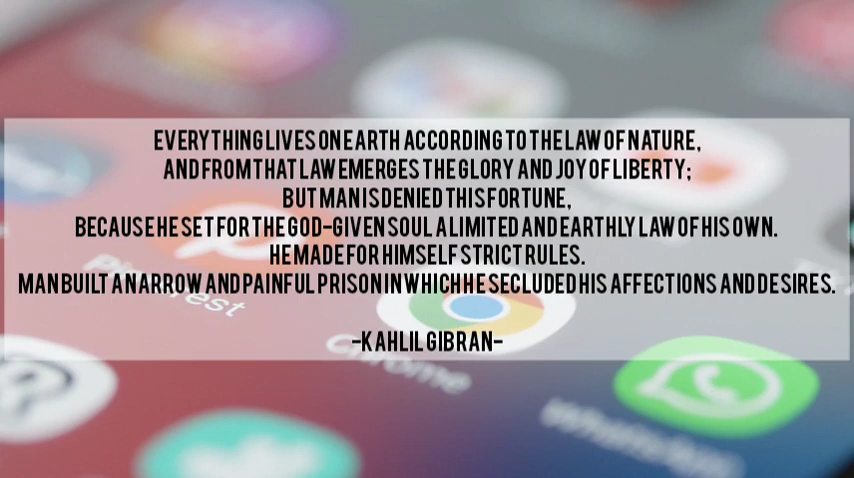 EVERYTHING LIVES ON EARTH ACCORDING TO THE LAW OF NATURE,
AND FROM THAT LAW EMERGES THE GLORY AND JOY OF LIBERTY;
BUT MAN IS DENIED THIS FORTUNE,
BECAUSE HE SET FOR THE GOD-GIVEN SOUL A LIMITED AND EARTHLY LAW OF HIS OWN.
HE MADE FOR HIMSELF STRICT RULES.
MAN BUILT A NARROW AND PAINFUL PRISON IN WHICH HE SECLUDED HIS AFFECTIONS AND DESIRES.
Pinterest
-KAHLIL GIBRAN-
Chrome
WhatsApp